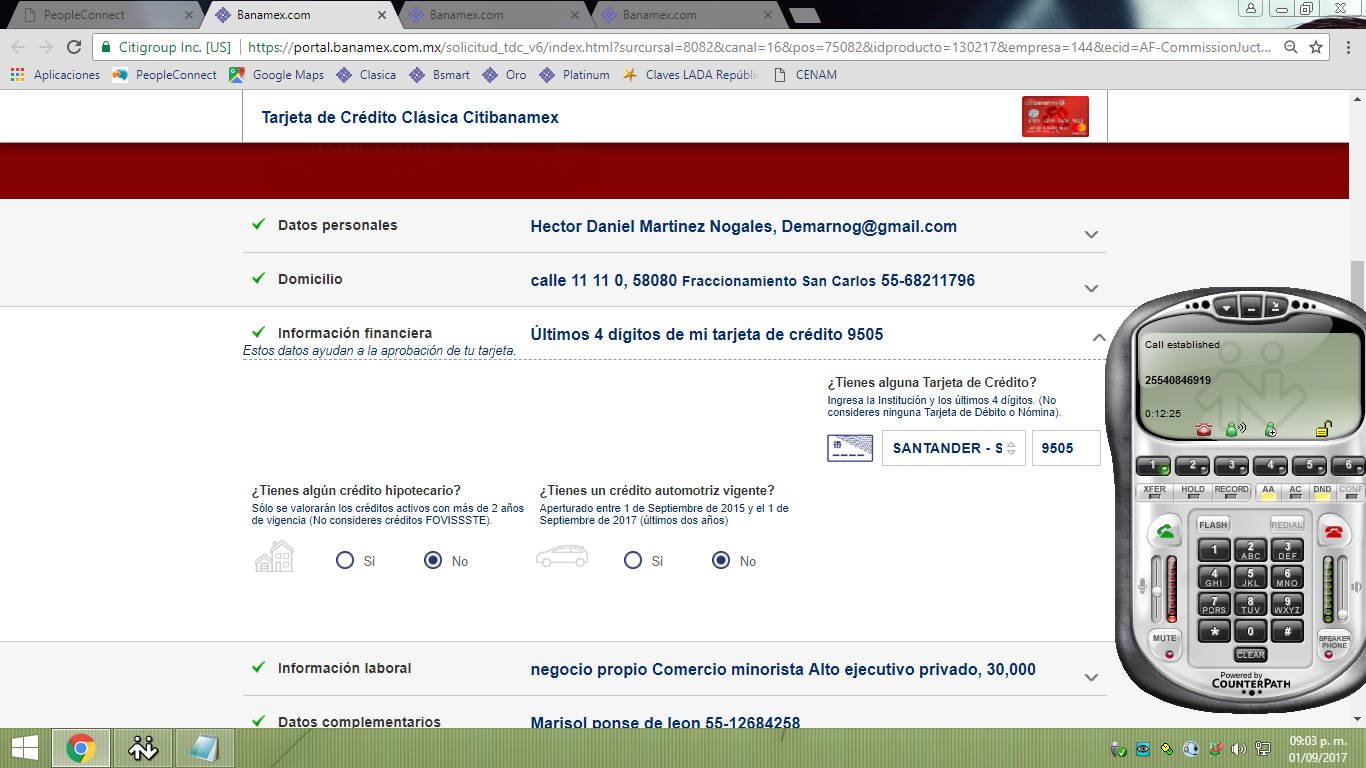 PeopleConnect
Banamex.com
Banamex.com
Banamex.com
Citigroup Inc. [US]
https://portal.banamex.com.mx/solicitud_tdc_v6/index.html?surcursal=8082&canal=16&pos=75082&idproducto=130217&empresa=144&ecid=AF-CommissionJuct...
Aplicaciones
PeopleConnect
Google Maps
Clasica
Bsmart
Oro
Platinum
Claves LADA Repúblic
CENAM
Tarjeta de Crédito Clásica Citibanamex
citibanamex
Datos personales
Hector Daniel Martinez Nogales, Demarnog@gmail.com
Domicilio
calle 11 11 0, 58080 Fraccionamiento San Carlos 55-68211796
Información financiera
Últimos 4 dígitos de mi tarjeta de crédito 9505
Estos datos ayudan a la aprobación de tu tarjeta.
¿Tienes alguna Tarjeta de Crédito?
Ingresa la Institución y los últimos 4 dígitos. (No
consideres ninguna Tarjeta de Débito o Nómina).
SANTANDER - S
9505
¿Tienes algún crédito hipotecario?
Sólo se valorarán los créditos activos con más de 2 años
de vigencia (No consideres créditos FOVISSSTE).
Si
No
¿Tienes un crédito automotriz vigente?
Aperturado entre 1 de Septiembre de 2015 y el 1 de
Septiembre de 2017 (últimos dos años)
Si
No
Información laboral
negocio propio Comercio minorista Alto ejecutivo privado, 30,000
Datos complementarios
Marisol ponse de leon 55-12684258
Call established
25540846919
0:12:25
1 2 3 4 5 6
XFER HOLD RECORD AA AC DND CONF
FLASH REDIAL
1 2 ABC 3 DEF
4 GHI 5 JKL 6 MNO
7 PQRS 8 TUV 9 WXYZ
* 0 #
MUTE
SPEAKER
PHONE
CLEAR
Powered by
COUNTERPATH
09:03 p. m.
01/09/2017